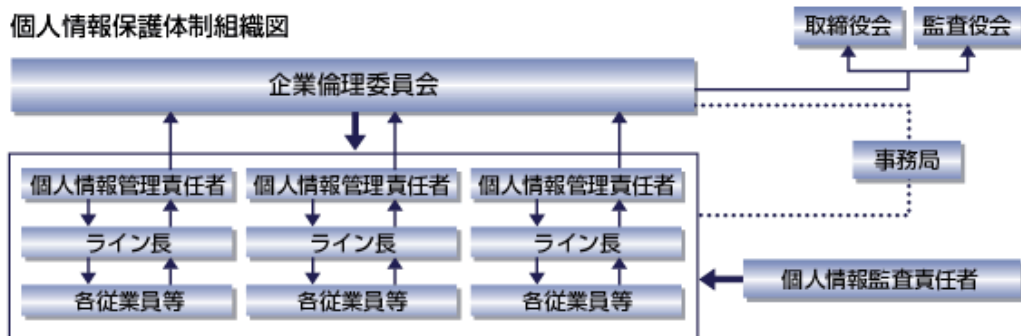 個人情報保護体制組織図
取締役会 監査役会
企業倫理委員会
事務局
個人情報管理責任者 個人情報管理責任者 個人情報管理責任者
ライン長 ライン長 ライン長
各従業員等 各従業員等 各従業員等
個人情報監査責任者